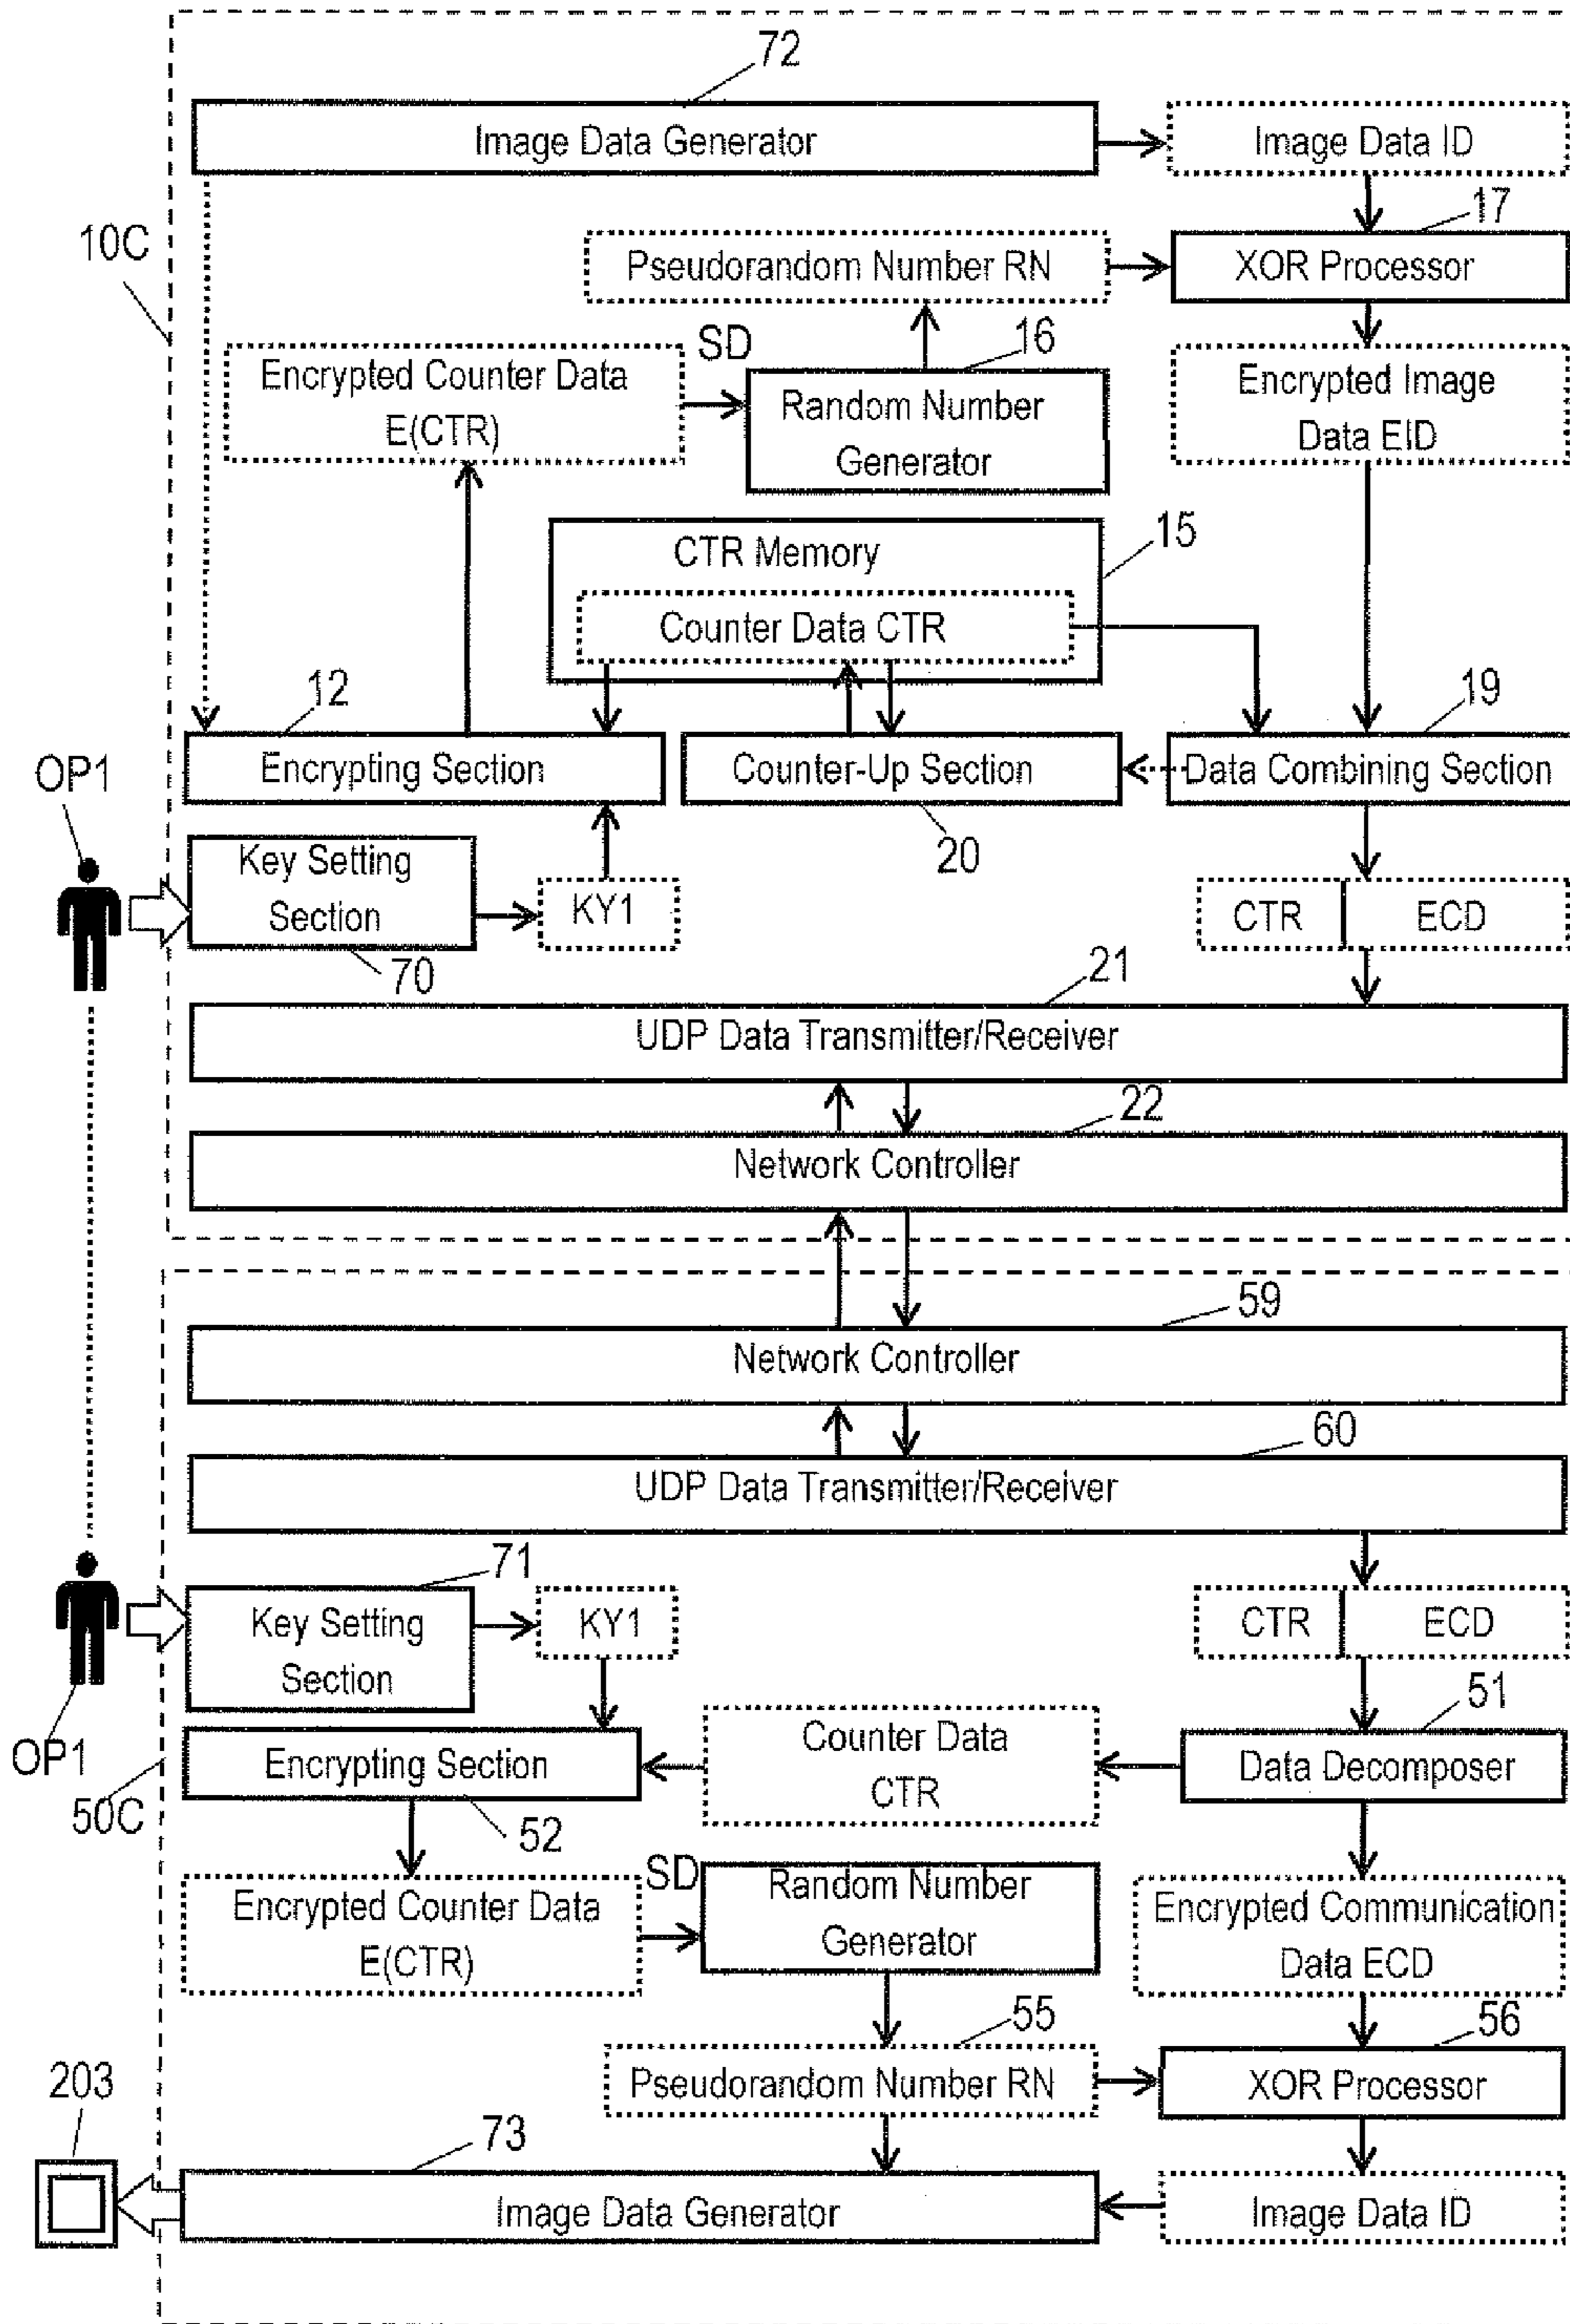 72
Image Data Generator
Image Data ID
10C
17
Pseudorandom Number RN
XOR Processor
SD
16
Encrypted Counter Data
E(CTR)
Random Number
Generator
Encrypted Image
Data EID
15
CTR Memory
Counter Data CTR
12
19
OP1
Encrypting Section
Counter-Up Section
Data Combining Section
20
Key Setting
Section
KY1
CTR
ECD
70
21
UDP Data Transmitter/Receiver
22
Network Controller
59
Network Controller
60
UDP Data Transmitter/Receiver
71
Key Setting
Section
KY1
CTR
ECD
51
OP1
Encrypting Section
Counter Data
CTR
Data Decomposer
50C
52
SD
Encrypted Counter Data
E(CTR)
Random Number
Generator
Encrypted Communication
Data ECD
55
56
203
Pseudorandom Number RN
XOR Processor
73
Image Data Generator
Image Data ID